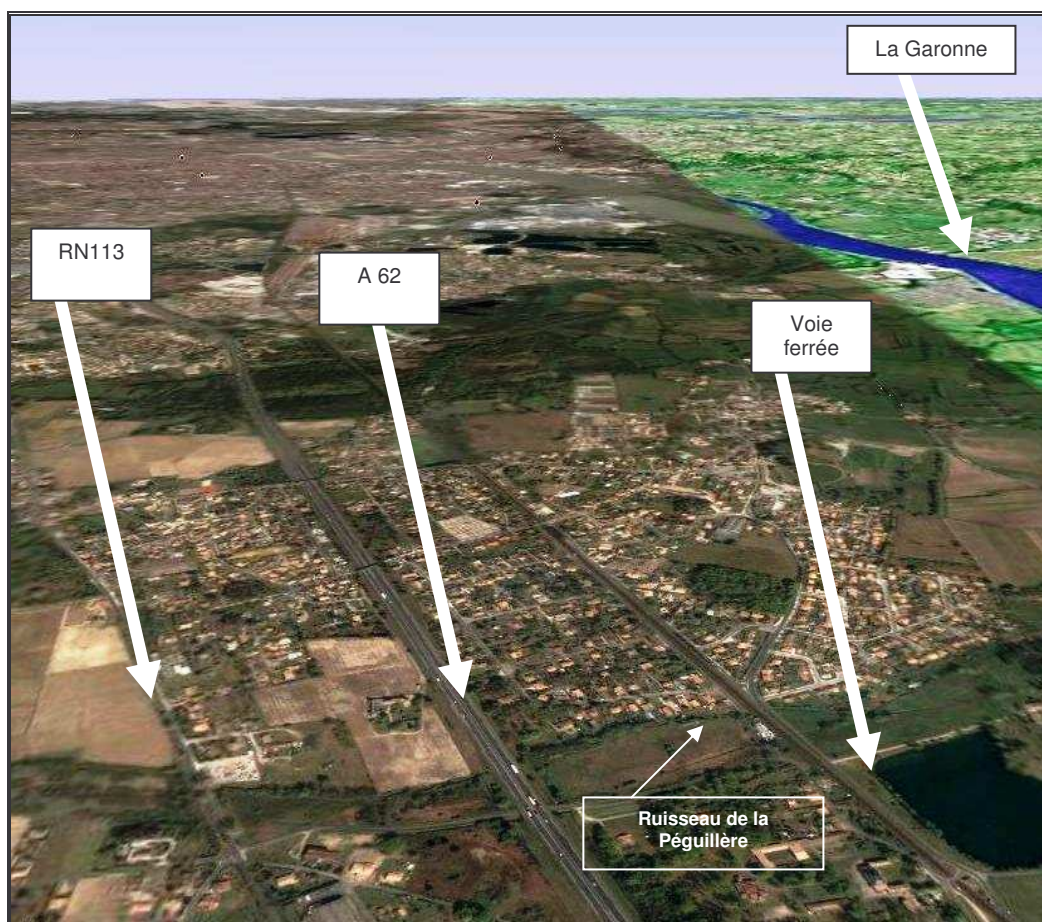 La Garonne
RN113
A 62
Voie
ferrée
Ruisseau de la
Péguillère